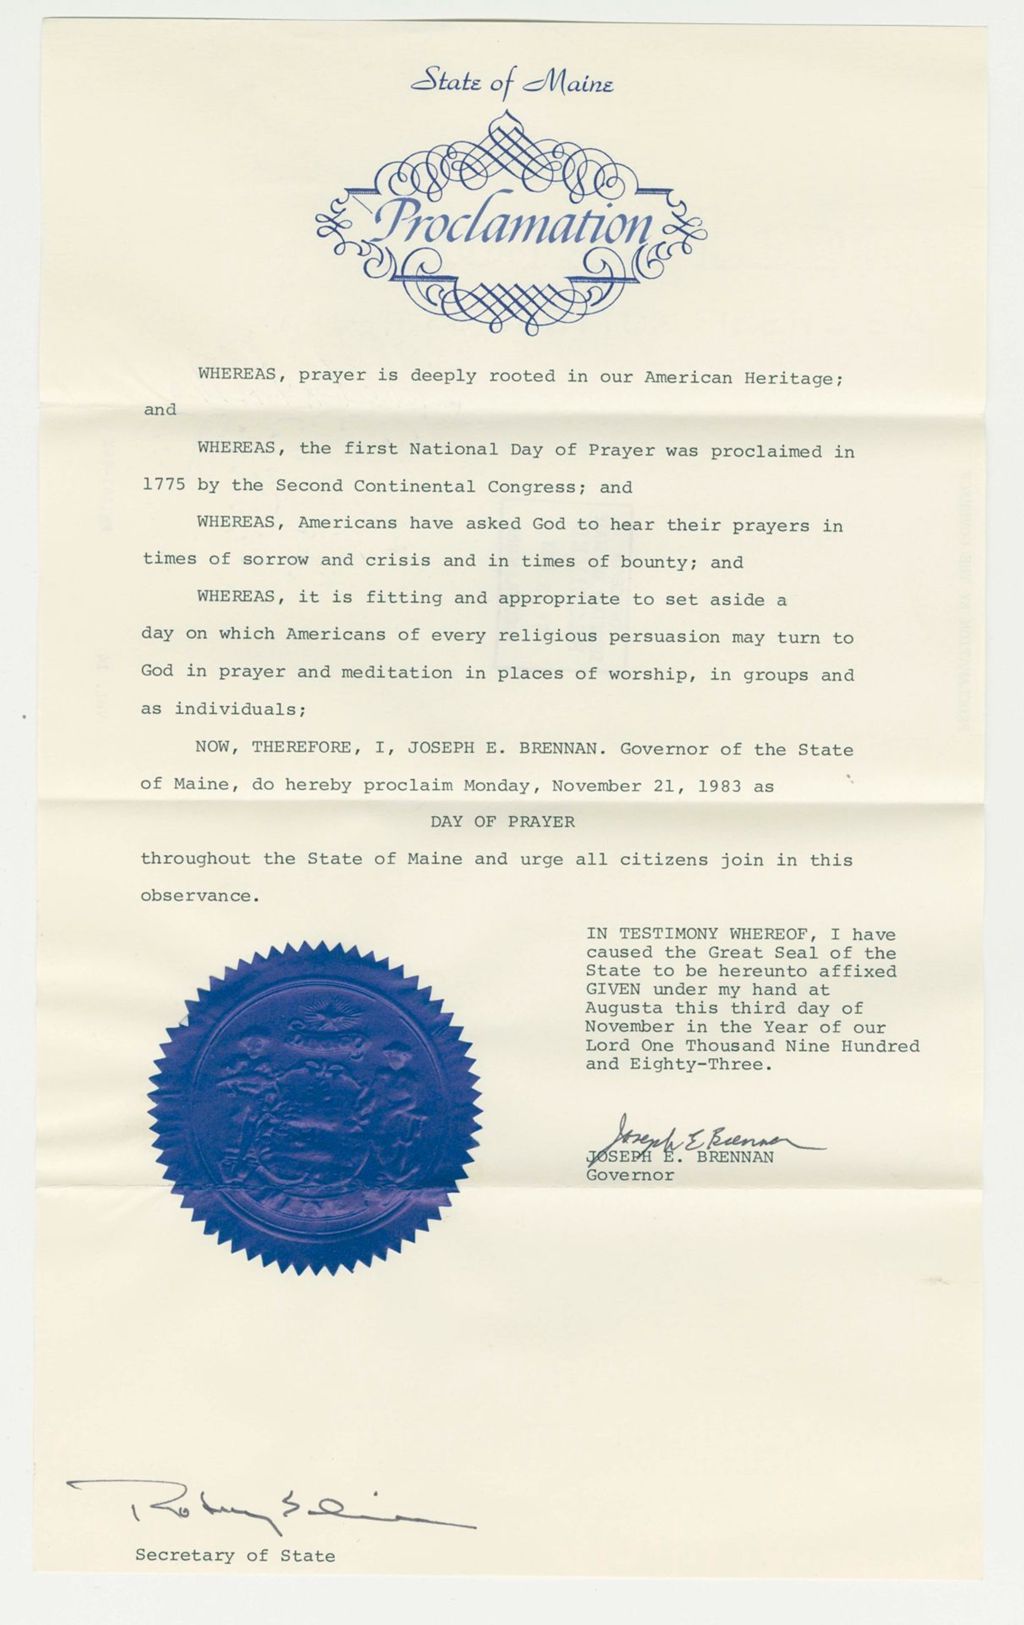 State of Maine
Proclamation
WHEREAS, prayer is deeply rooted in our American Heritage;
and
WHEREAS, the first National Day of Prayer was proclaimed in
1775 by the Second Continental Congress; and
WHEREAS, Americans have asked God to hear their prayers in
times of sorrow and crisis and in times of bounty; and
WHEREAS, it is fitting and appropriate to set aside a
day on which Americans of every religious persuasion may turn to
God in prayer and meditation in places of worship, in groups and
as individuals;
NOW, THEREFORE, I, JOSEPH E. BRENNAN. Governor of the State
of Maine, do hereby proclaim Monday, November 21, 1983 as
DAY OF PRAYER
throughout the State of Maine and urge all citizens join in this
observance.
IN TESTIMONY WHEREOF, I have
caused the Great Seal of the
State to be hereunto affixed
GIVEN under my hand at
Augusta this third day of
November in the Year of our
Lord One Thousand Nine Hundred
and Eighty-Three.
Joseph E Brennan
JOSEPH E. BRENNAN
Governor
Secretary of State